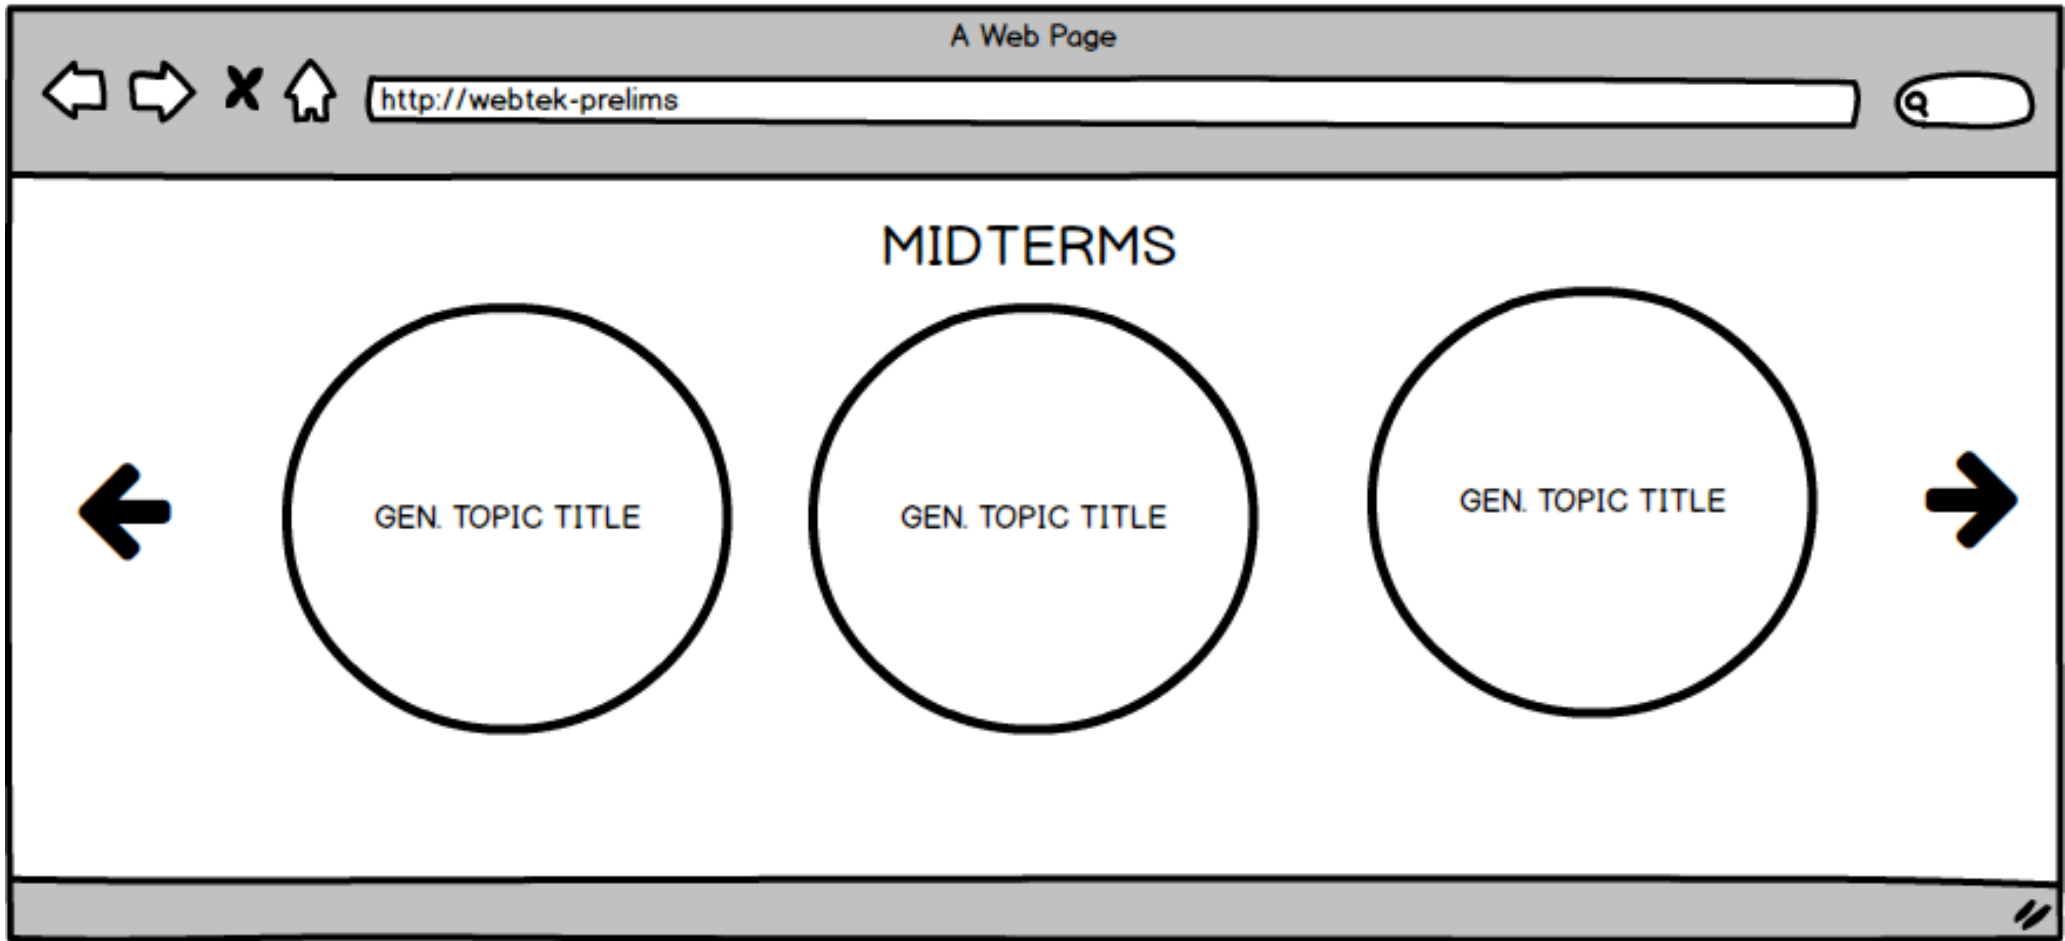 A Web Page
http://webtek-prelims
MIDTERMS
GEN. TOPIC TITLE
GEN. TOPIC TITLE
GEN. TOPIC TITLE